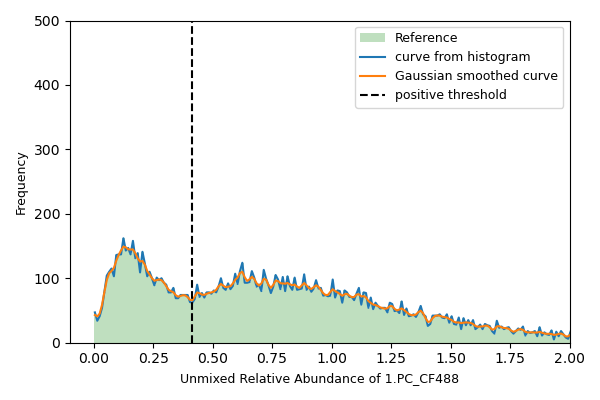 500
400
300
200
100
0
Frequency
Reference
curve from histogram
Gaussian smoothed curve
positive threshold
0.00 0.25 0.50 0.75 1.00 1.25 1.50 1.75 2.00
Unmixed Relative Abundance of 1.PC_CF488